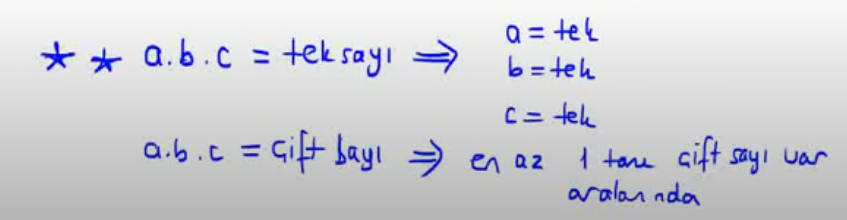 a = tek
★ ★ a.b.c = tek sayı ⇒ b = tek
c = tek
a.b.c = Çift sayı ⇒ en az 1 tane çift sayı var
aralarında